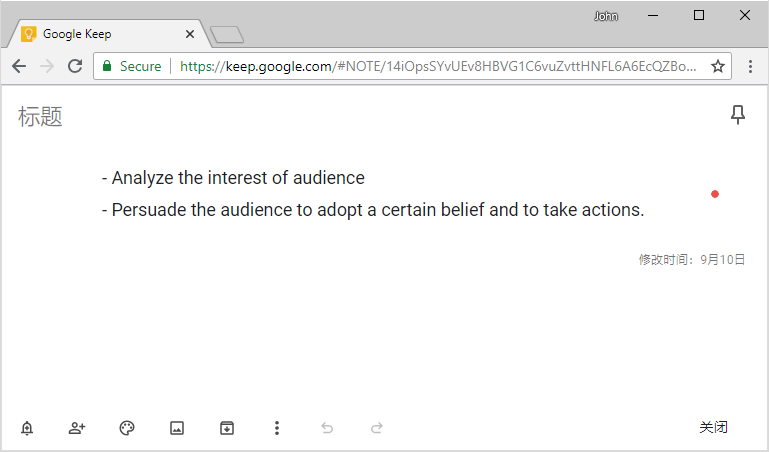 John
Google Keep
Secure
https://keep.google.com/#NOTE/14iOpsSYvUEv8HBVG1C6vuZvttHNFL6A6EcQZBo...
标题
- Analyze the interest of audience
- Persuade the audience to adopt a certain belief and to take actions.
修改时间：9月10日
关闭